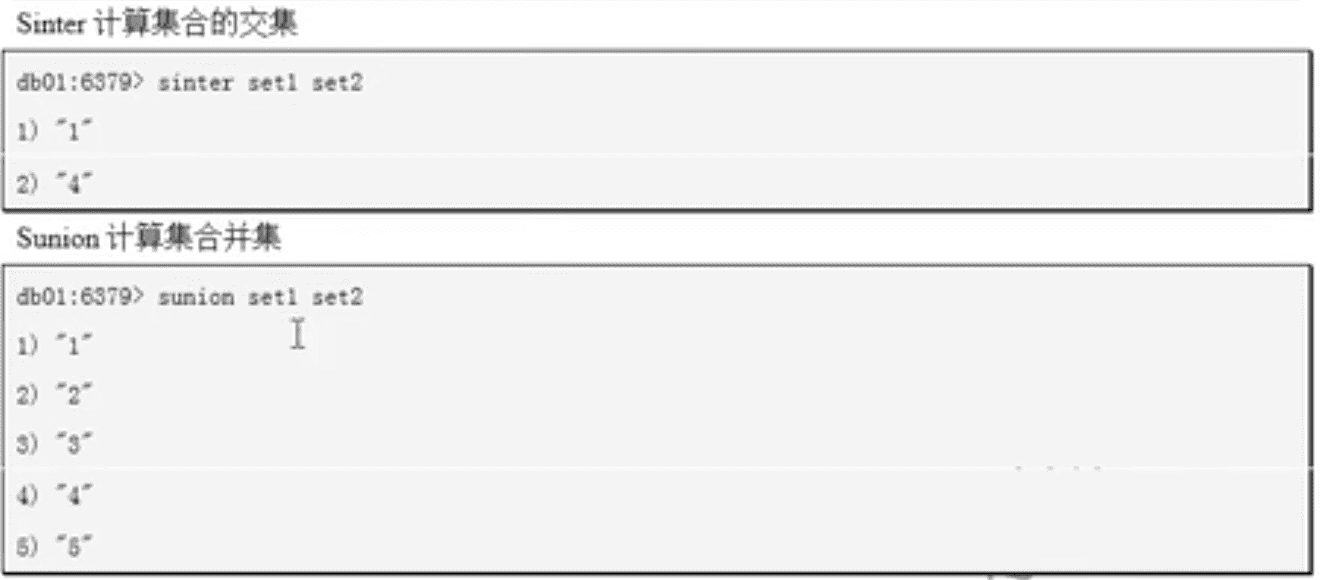 Sinter 计算集合的交集
db01:6379> sinter set1 set2
1) "1"
2) "4"
Sunion 计算集合并集
db01:6379> sunion set1 set2
1) "1"
2) "2"
3) "3"
4) "4"
5) "5"